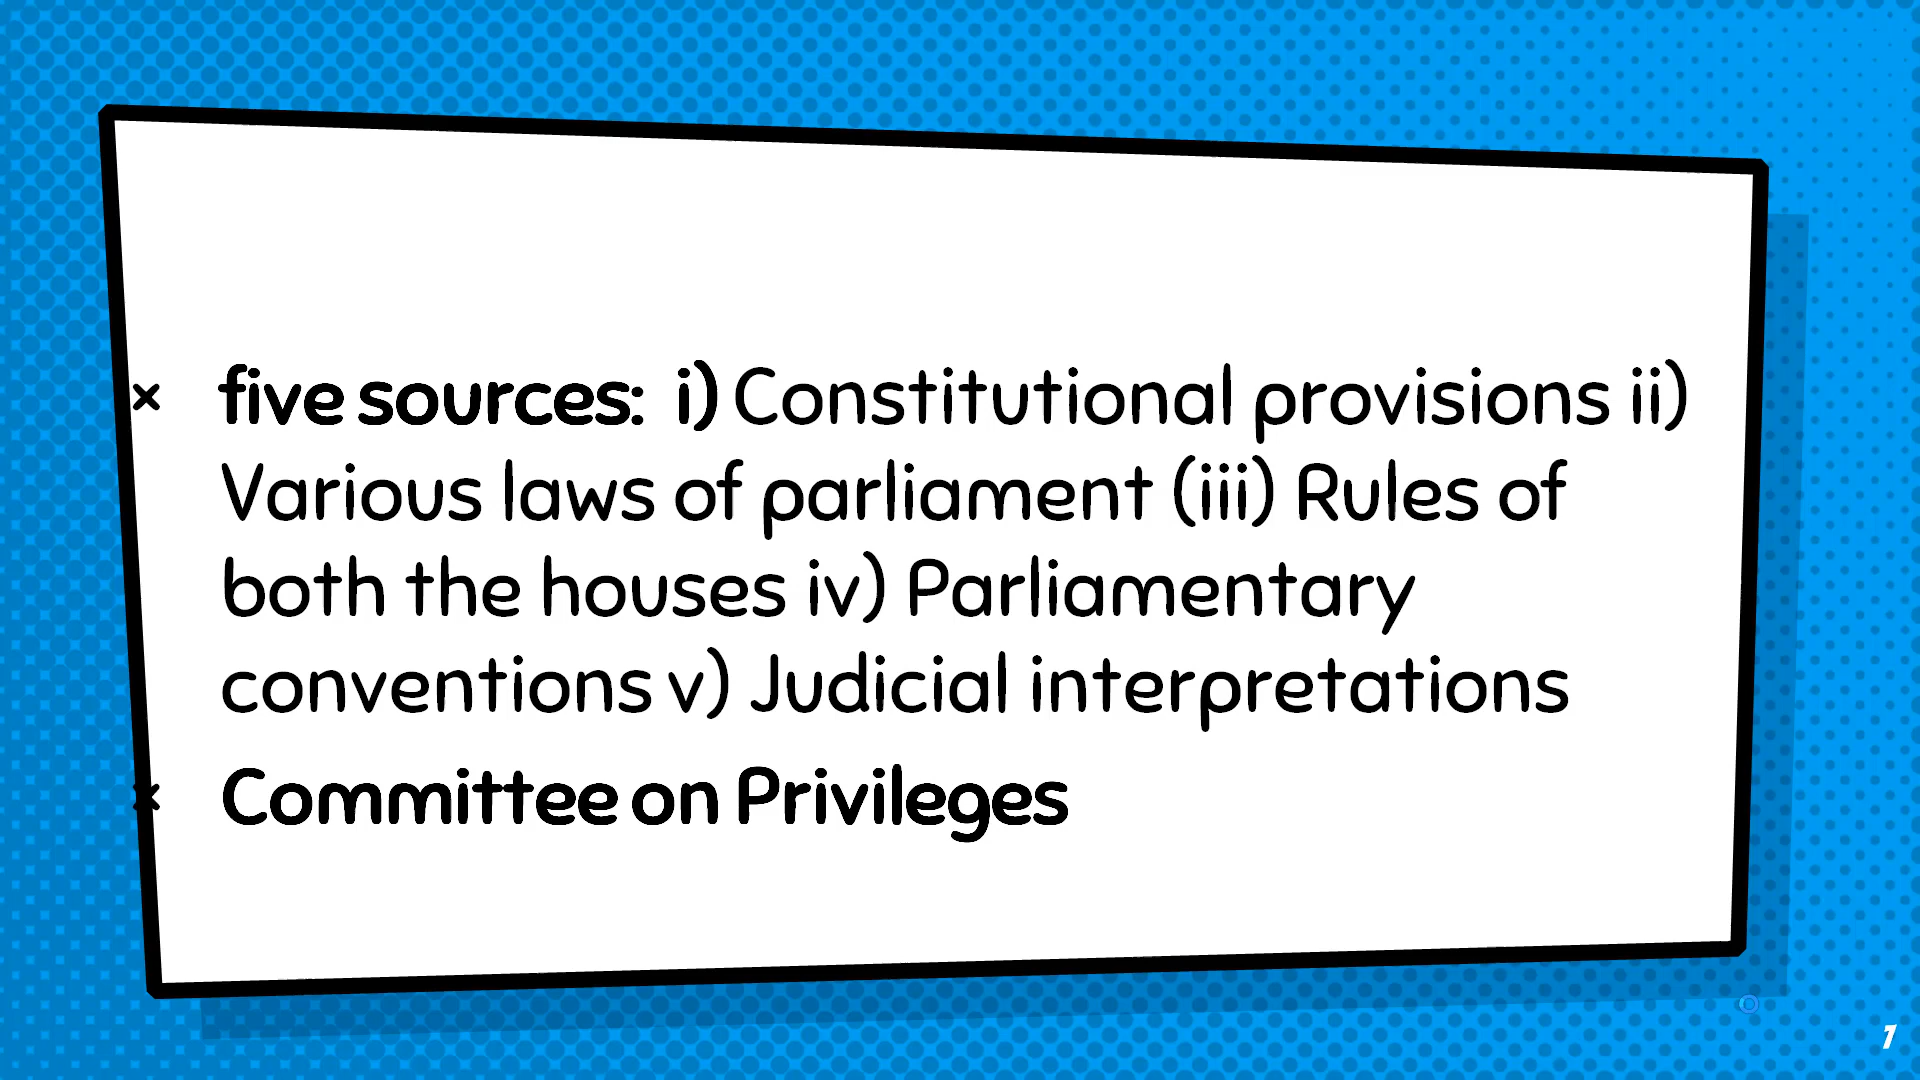 × five sources: i) Constitutional provisions ii)
Various laws of parliament (iii) Rules of
both the houses iv) Parliamentary
conventions v) Judicial interpretations
× Committee on Privileges
7